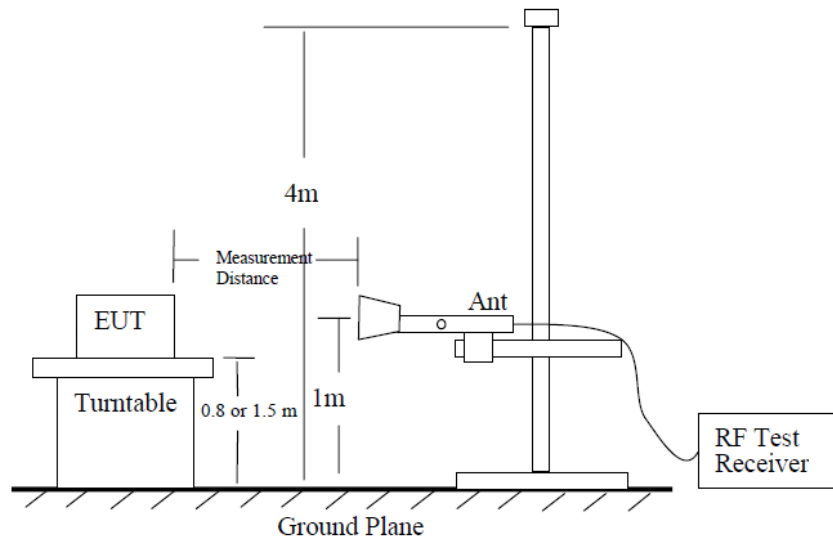 4m
Measurement
Distance
EUT
Ant
Turntable
0.8 or 1.5 m
1m
RF Test
Receiver
Ground Plane